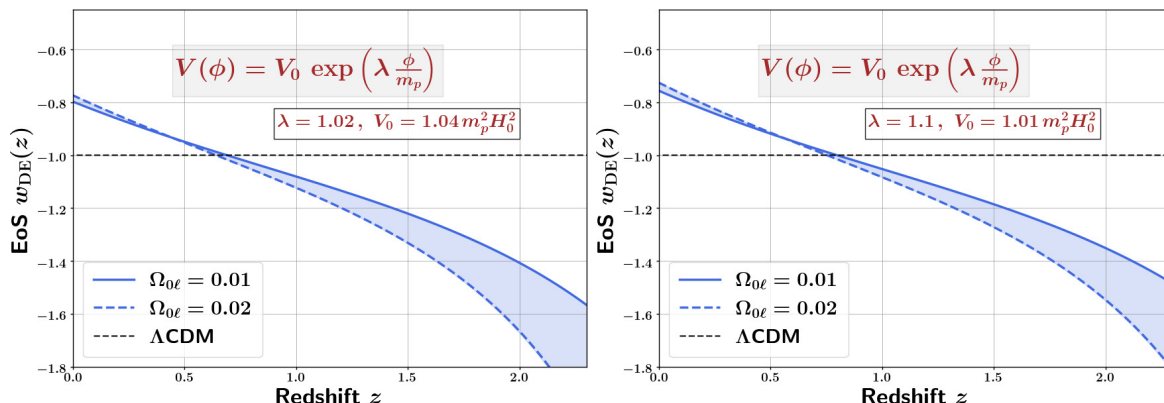 V(ϕ) = V₀ exp(λ ϕ/mₚ)
λ = 1.02 , V₀ = 1.04 mₚ² H₀²
EoS w_DE(z)
−0.6
−0.8
−1.0
−1.2
−1.4
−1.6
−1.8
Ω₀ℓ = 0.01
Ω₀ℓ = 0.02
ΛCDM
0.0 0.5 1.0 1.5 2.0
Redshift z
V(ϕ) = V₀ exp(λ ϕ/mₚ)
λ = 1.1 , V₀ = 1.01 mₚ² H₀²
EoS w_DE(z)
−0.6
−0.8
−1.0
−1.2
−1.4
−1.6
−1.8
Ω₀ℓ = 0.01
Ω₀ℓ = 0.02
ΛCDM
0.0 0.5 1.0 1.5 2.0
Redshift z